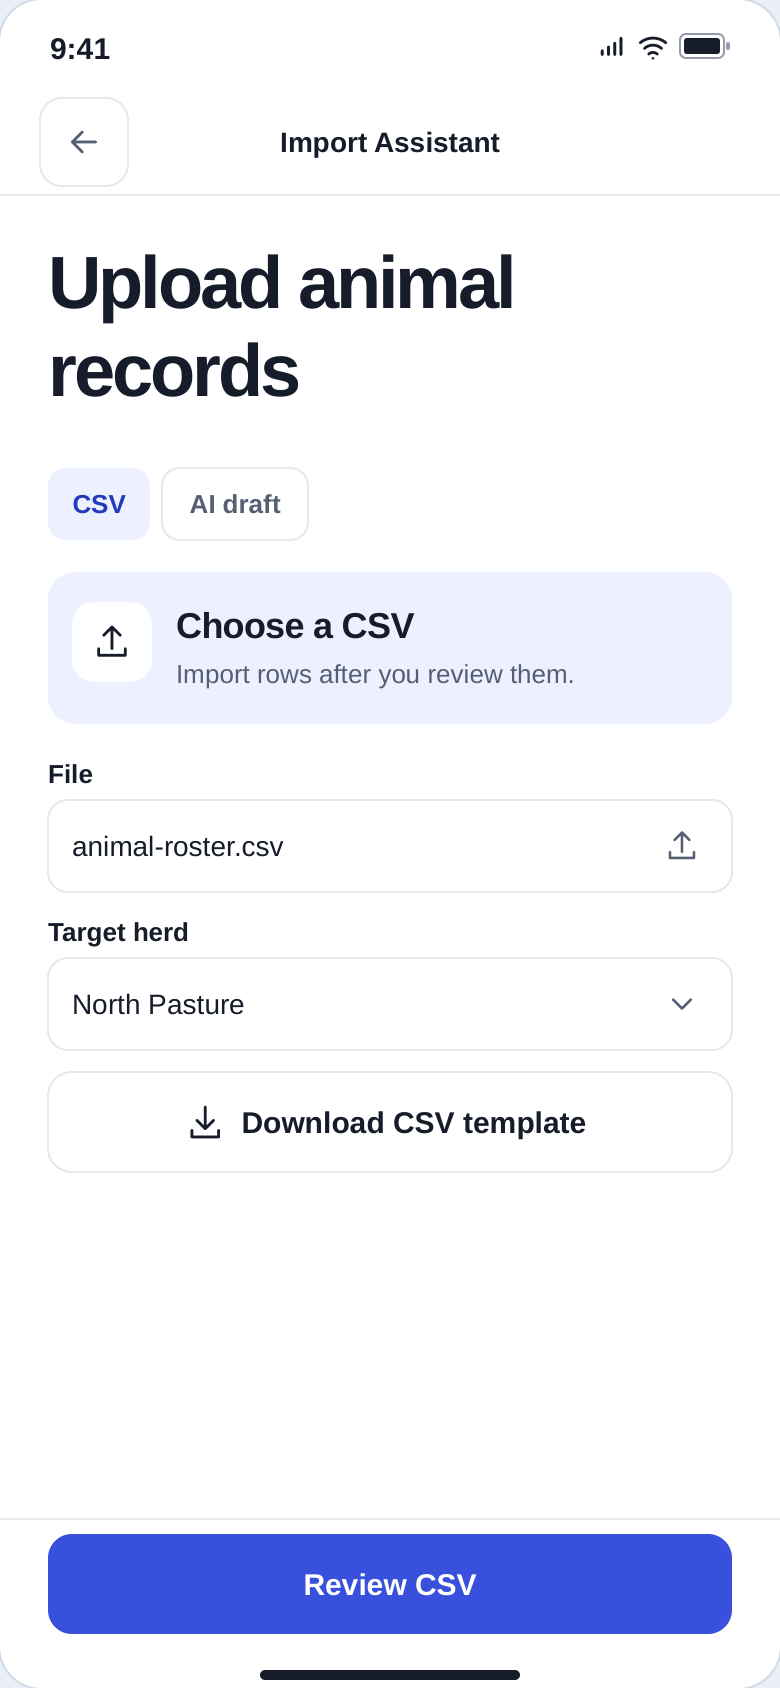 9:41
Import Assistant
Upload animal
records
CSV
AI draft
Choose a CSV
Import rows after you review them.
File
animal-roster.csv
Target herd
North Pasture
Download CSV template
Review CSV